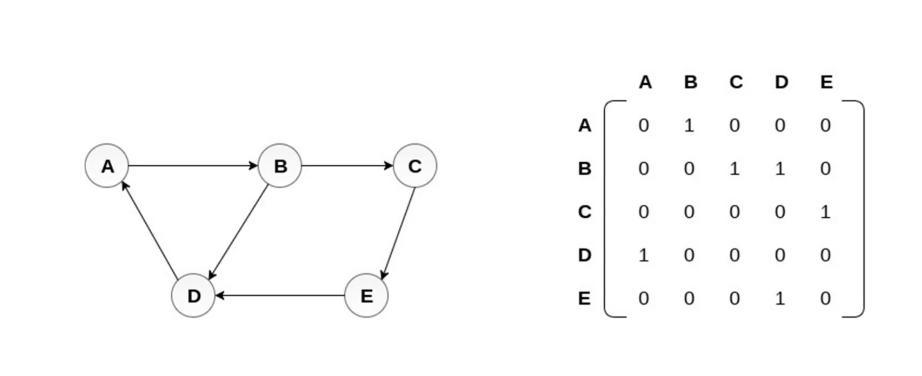 A B C D E
A 0 1 0 0 0
B 0 0 1 1 0
C 0 0 0 0 1
D 1 0 0 0 0
E 0 0 0 1 0
A B C
D E